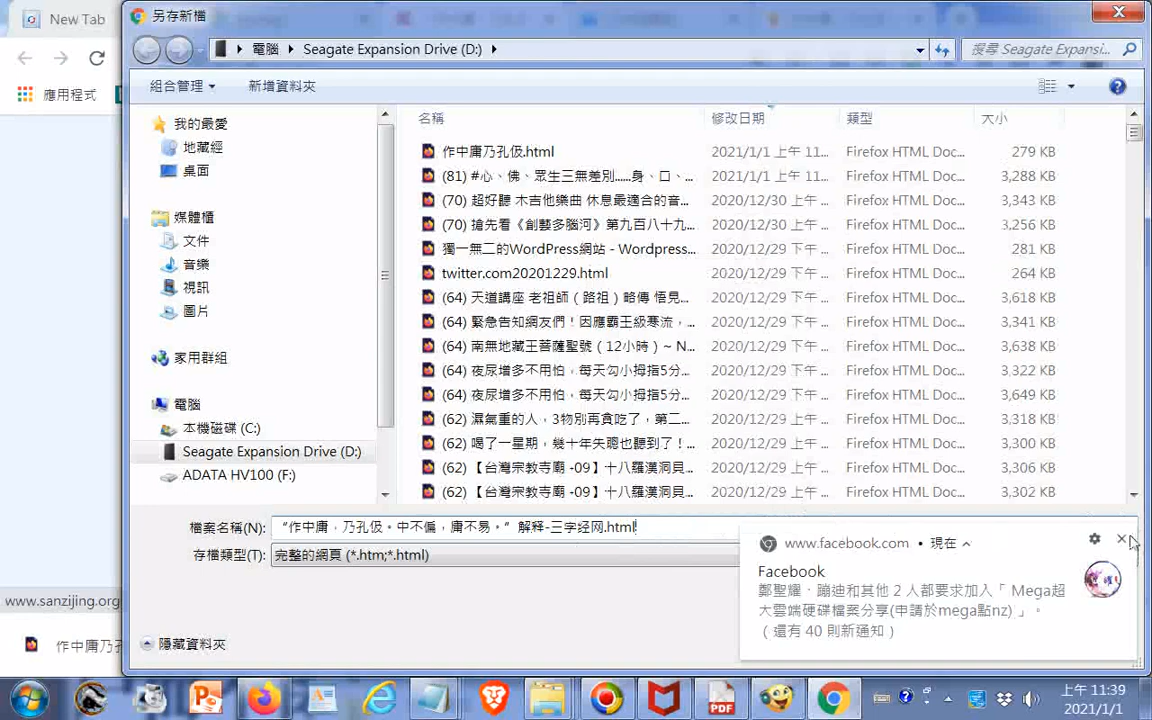 New Tab
應用程式
另存新檔
電腦 Seagate Expansion Drive (D:)
搜尋 Seagate Expansi...
組合管理 新增資料夾
我的最愛
地藏經
桌面
媒體櫃
文件
音樂
視訊
圖片
家用群組
電腦
本機磁碟 (C:)
Seagate Expansion Drive (D:)
ADATA HV100 (F:)
名稱 修改日期 類型 大小
作中庸乃孔伋.html 2021/1/1 上午 11... Firefox HTML Doc... 279 KB
(81) #心、佛、眾生三無差別......身、口、... 2021/1/1 上午 11... Firefox HTML Doc... 3,288 KB
(70) 超好聽 木吉他樂曲 休息最適合的音... 2020/12/30 上午 ... Firefox HTML Doc... 3,343 KB
(70) 搶先看《創藝多腦河》第九百八十九... 2020/12/30 上午 ... Firefox HTML Doc... 3,256 KB
獨一無二的WordPress網站 - Wordpress... 2020/12/29 下午 ... Firefox HTML Doc... 281 KB
twitter.com20201229.html 2020/12/29 下午 ... Firefox HTML Doc... 264 KB
(64) 天道講座 老祖師（路祖）略傳 悟見... 2020/12/29 下午 ... Firefox HTML Doc... 3,618 KB
(64) 緊急告知網友們！因應霸王級寒流，... 2020/12/29 下午 ... Firefox HTML Doc... 3,341 KB
(64) 南無地藏王菩薩聖號（12小時）~ N... 2020/12/29 下午 ... Firefox HTML Doc... 3,638 KB
(64) 夜尿增多不用怕，每天勾小拇指5分... 2020/12/29 下午 ... Firefox HTML Doc... 3,322 KB
(64) 夜尿增多不用怕，每天勾小拇指5分... 2020/12/29 下午 ... Firefox HTML Doc... 3,649 KB
(62) 濕氣重的人，3物別再貪吃了，第二... 2020/12/29 上午 ... Firefox HTML Doc... 3,318 KB
(62) 喝了一星期，幾十年失聰也聽到了！... 2020/12/29 上午 ... Firefox HTML Doc... 3,300 KB
(62) 【台灣宗教寺廟 -09】十八羅漢洞貝... 2020/12/29 上午 ... Firefox HTML Doc... 3,306 KB
(62) 【台灣宗教寺廟 -09】十八羅漢洞貝... 2020/12/29 上午 ... Firefox HTML Doc... 3,302 KB
檔案名稱(N): “作中庸，乃孔伋。中不偏，庸不易。” 解释-三字经网.html
存檔類型(T): 完整的網頁 (*.htm;*.html)
隱藏資料夾
www.facebook.com • 現在
Facebook
鄭聖耀、蹦迪和其他 2 人都要求加入「 Mega超
大雲端硬碟檔案分享(申請於mega點nz) 」。
（還有 40 則新通知）
www.sanzijing.org
作中庸乃孔
上午 11:39
2021/1/1